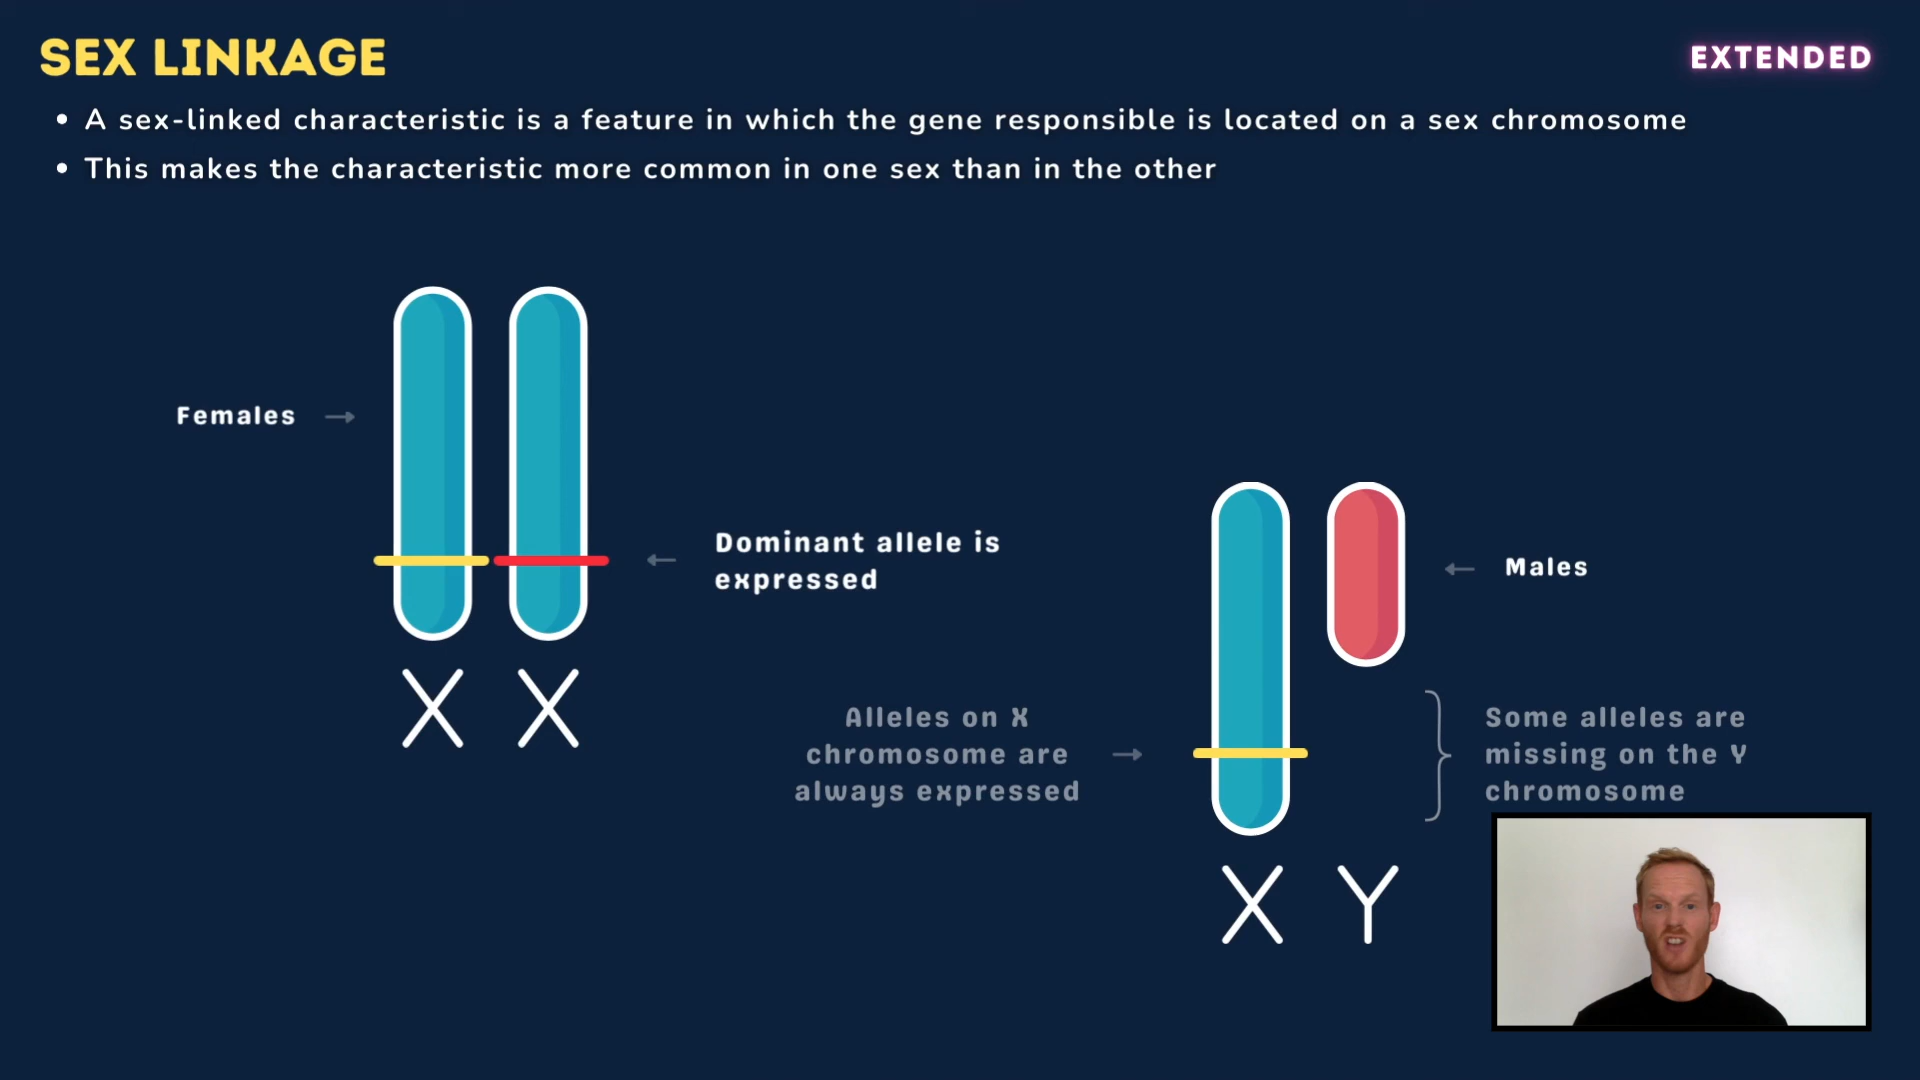 SEX LINKAGE
EXTENDED
• A sex-linked characteristic is a feature in which the gene responsible is located on a sex chromosome
• This makes the characteristic more common in one sex than in the other
Females
Dominant allele is
expressed
Males
Alleles on X
chromosome are
always expressed
Some alleles are
missing on the Y
chromosome
X X
X Y